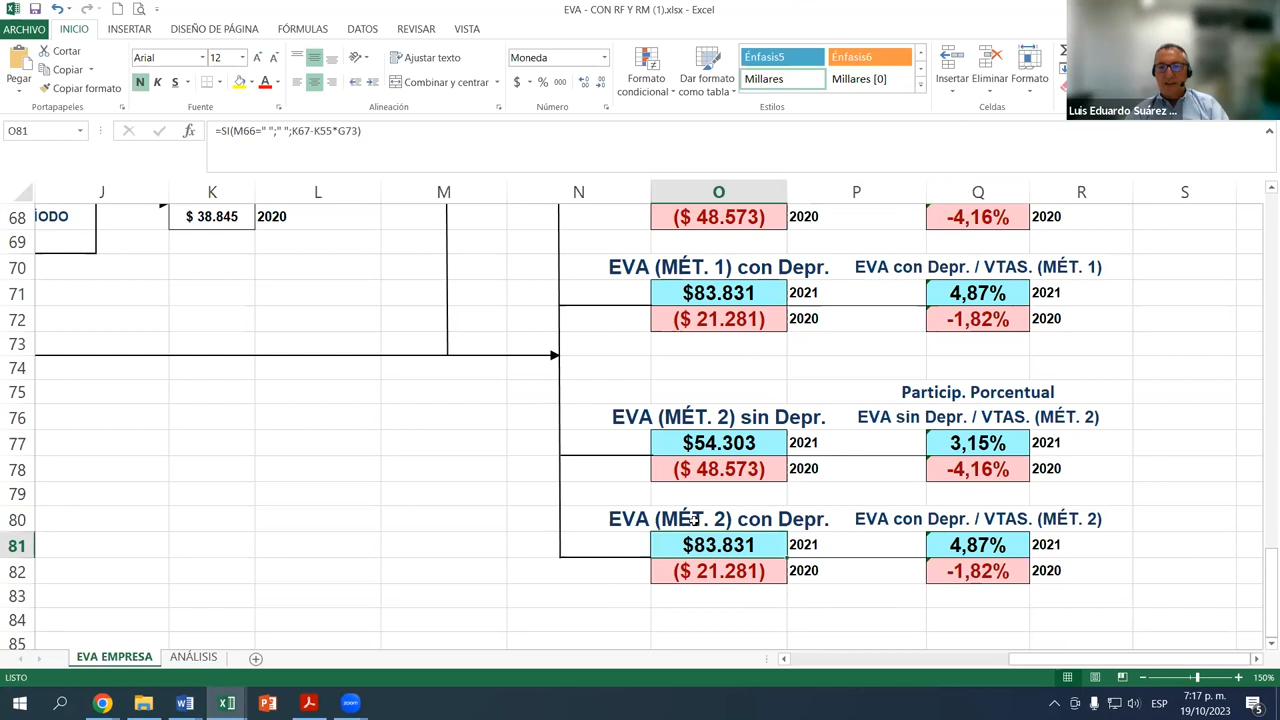 EVA - CON RF Y RM (1).xlsx - Excel
ARCHIVO INICIO INSERTAR DISEÑO DE PÁGINA FÓRMULAS DATOS REVISAR VISTA
Pegar
Cortar
Copiar
Copiar formato
Portapapeles
Arial 12
N K S
Fuente
Ajustar texto
Combinar y centrar
Alineación
Moneda
$ % 000
Número
Formato condicional
Dar formato como tabla
Énfasis5 Énfasis6
Millares Millares [0]
Estilos
Insertar Eliminar Formato
Celdas
Luis Eduardo Suárez ...
O81 fx =SI(M66=" ";" ";K67-K55*G73)
J K L M N O P Q R S
68 ÍODO $ 38.845 2020 ($ 48.573) 2020 -4,16% 2020
69
70 EVA (MÉT. 1) con Depr. EVA con Depr. / VTAS. (MÉT. 1)
71 $83.831 2021 4,87% 2021
72 ($ 21.281) 2020 -1,82% 2020
73
74
75 Particip. Porcentual
76 EVA (MÉT. 2) sin Depr. EVA sin Depr. / VTAS. (MÉT. 2)
77 $54.303 2021 3,15% 2021
78 ($ 48.573) 2020 -4,16% 2020
79
80 EVA (MÉT. 2) con Depr. EVA con Depr. / VTAS. (MÉT. 2)
81 $83.831 2021 4,87% 2021
82 ($ 21.281) 2020 -1,82% 2020
83
84
85
EVA EMPRESA ANÁLISIS
LISTO 150%
ESP
7:17 p. m.
19/10/2023
5